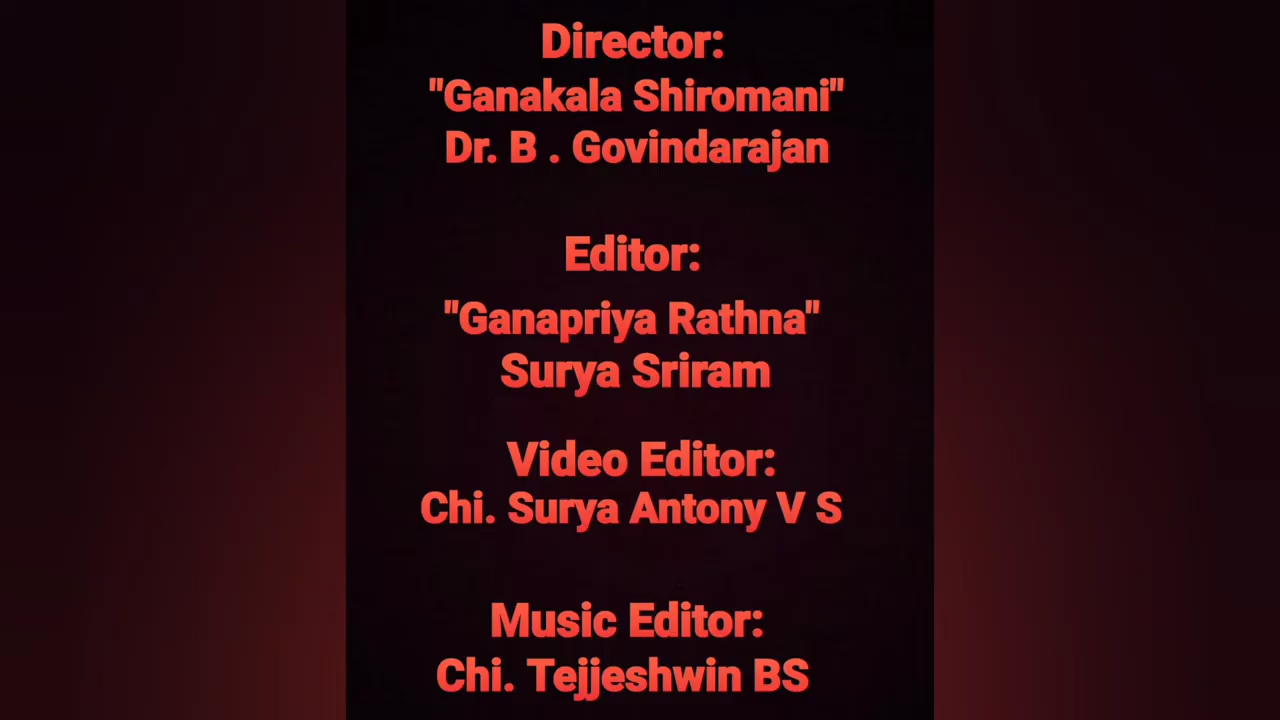 Director:
"Ganakala Shiromani"
Dr. B . Govindarajan
Editor:
"Ganapriya Rathna"
Surya Sriram
Video Editor:
Chi. Surya Antony V S
Music Editor:
Chi. Tejjeshwin BS